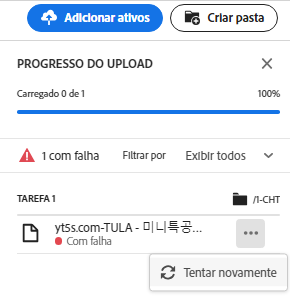 Adicionar ativos
Criar pasta
PROGRESSO DO UPLOAD
Carregado 0 de 1
100%
1 com falha
Filtrar por
Exibir todos
TAREFA 1
/1-CHT
yt5s.com-TULA - 미니특공...
Com falha
Tentar novamente